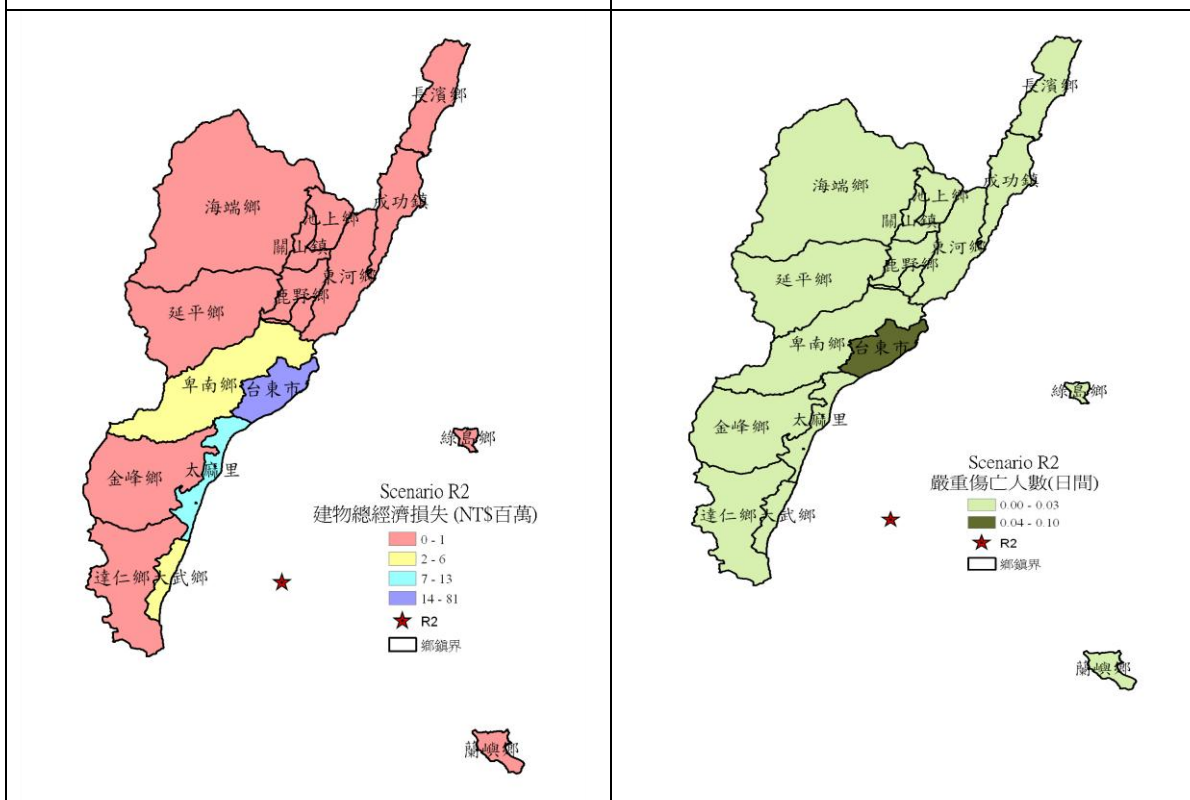 長濱鄉
海端鄉
成功鎮
池上鄉
關山鎮
東河鄉
鹿野鄉
延平鄉
卑南鄉
台東市
綠島鄉
太麻里
金峰鄉
達仁鄉
大武鄉
蘭嶼鄉
Scenario R2
建物總經濟損失 (NT$百萬)
0 - 1
2 - 6
7 - 13
14 - 81
R2
鄉鎮界
長濱鄉
成功鎮
海端鄉
池上鄉
關山鎮
東河鄉
鹿野鄉
延平鄉
卑南鄉
台東市
綠島鄉
太麻里
金峰鄉
達仁鄉
大武鄉
蘭嶼鄉
Scenario R2
嚴重傷亡人數(日間)
0.00 - 0.03
0.04 - 0.10
R2
鄉鎮界